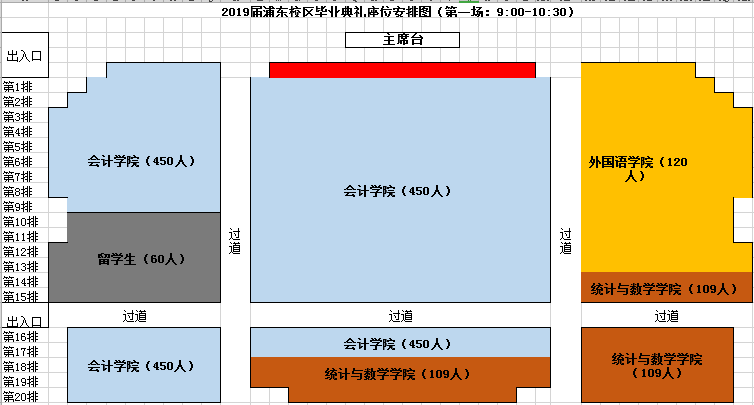 2019届浦东校区毕业典礼座位安排图（第一场：9:00-10:30）
主席台
出入口
第1排
第2排
第3排
第4排
第5排
第6排
第7排
第8排
第9排
第10排
第11排
第12排
第13排
第14排
第15排
会计学院（450人）
留学生（60人）
过道
会计学院（450人）
过道
外国语学院（120
人）
统计与数学学院（109人）
出入口
过道
过道
过道
第16排
第17排
第18排
第19排
第20排
会计学院（450人）
会计学院（450人）
统计与数学学院（109人）
统计与数学学院
（109人）